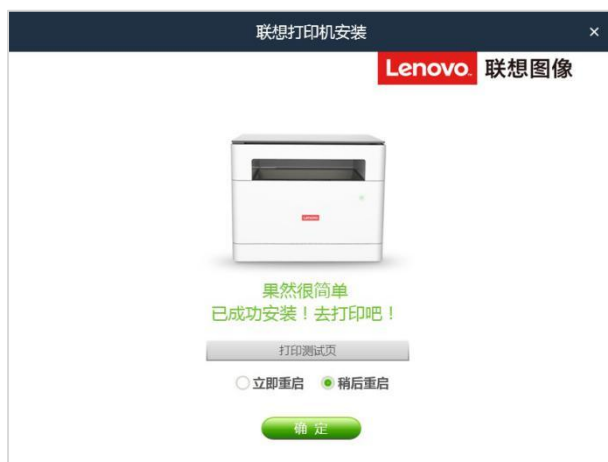 联想打印机安装
×
Lenovo. 联想图像
Lenovo
果然很简单
已成功安装！去打印吧！
打印测试页
立即重启 稍后重启
确 定